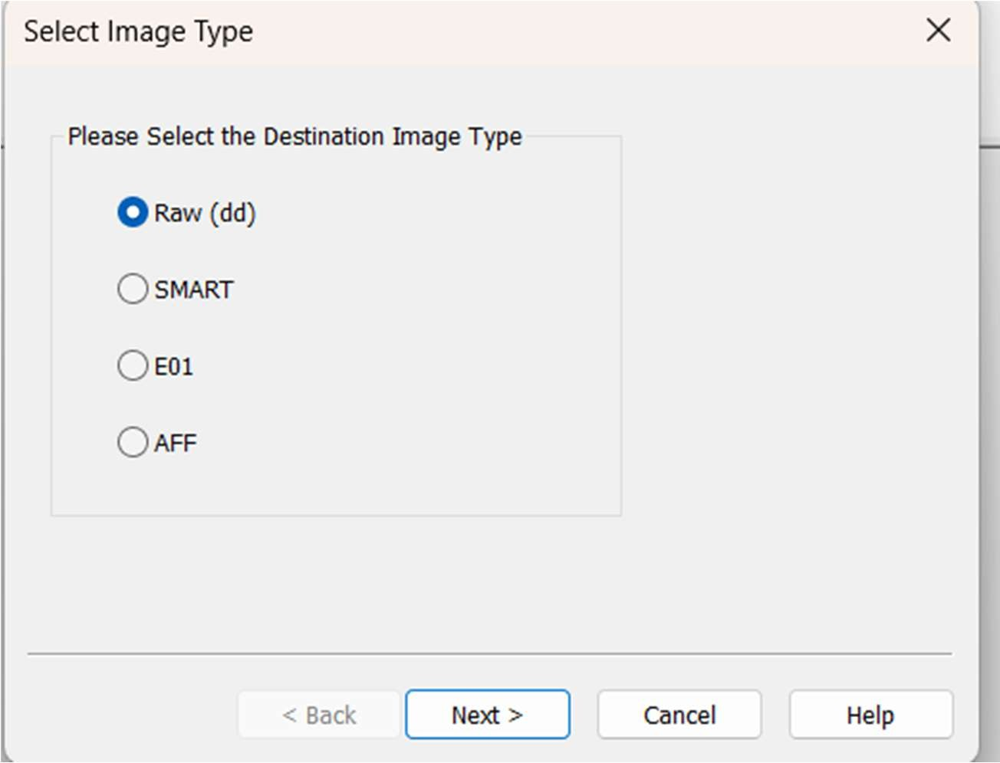 Select Image Type
Please Select the Destination Image Type
Raw (dd)
SMART
E01
AFF
< Back Next > Cancel Help